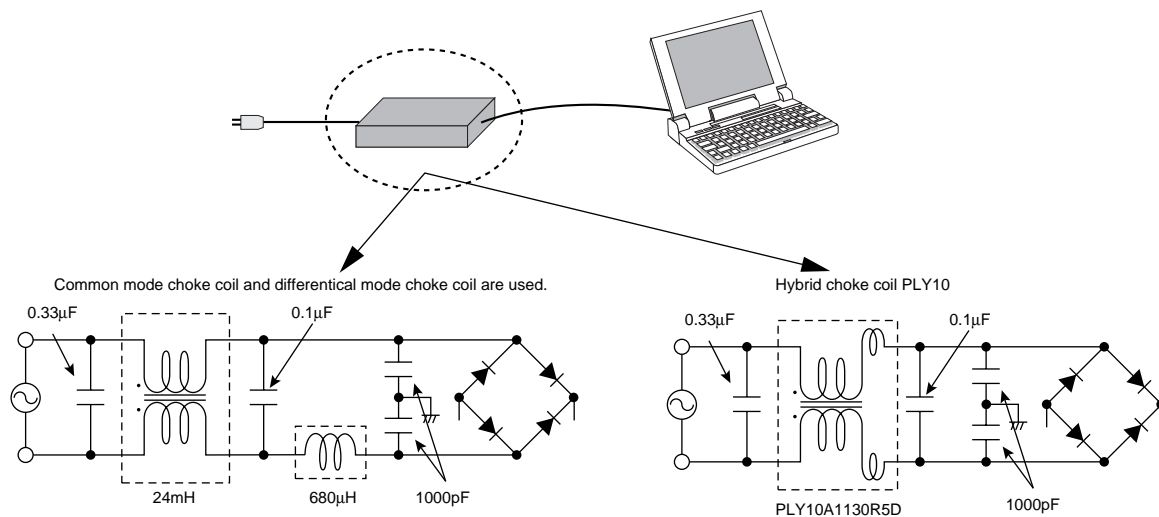 Common mode choke coil and differentical mode choke coil are used.
0.33μF
0.1μF
24mH
680μH
1000pF
Hybrid choke coil PLY10
0.33μF
0.1μF
PLY10A1130R5D
1000pF